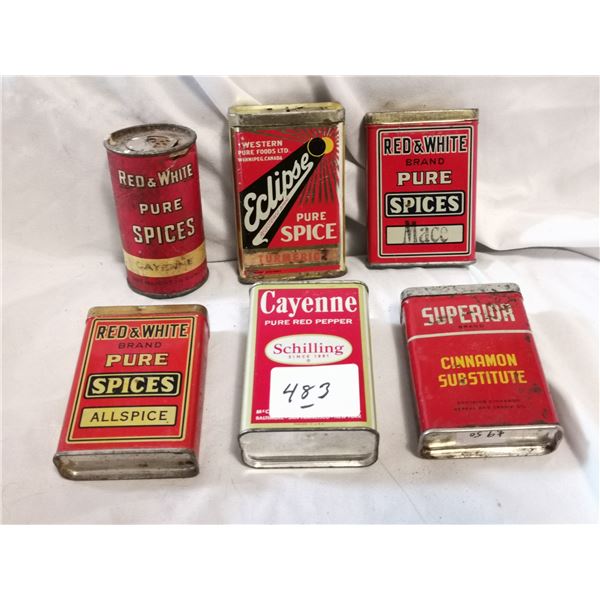 RED & WHITE
PURE
SPICES
CAYENNE
WESTERN
PURE FOODS LTD.
WINNIPEG, CANADA
Eclipse
PURE
SPICE
TURMERIC
RED & WHITE
BRAND
PURE
SPICES
Mace
RED & WHITE
BRAND
PURE
SPICES
ALLSPICE
Cayenne
PURE RED PEPPER
Schilling
SINCE 1881
483
SUPERIOR
BRAND
CINNAMON
SUBSTITUTE